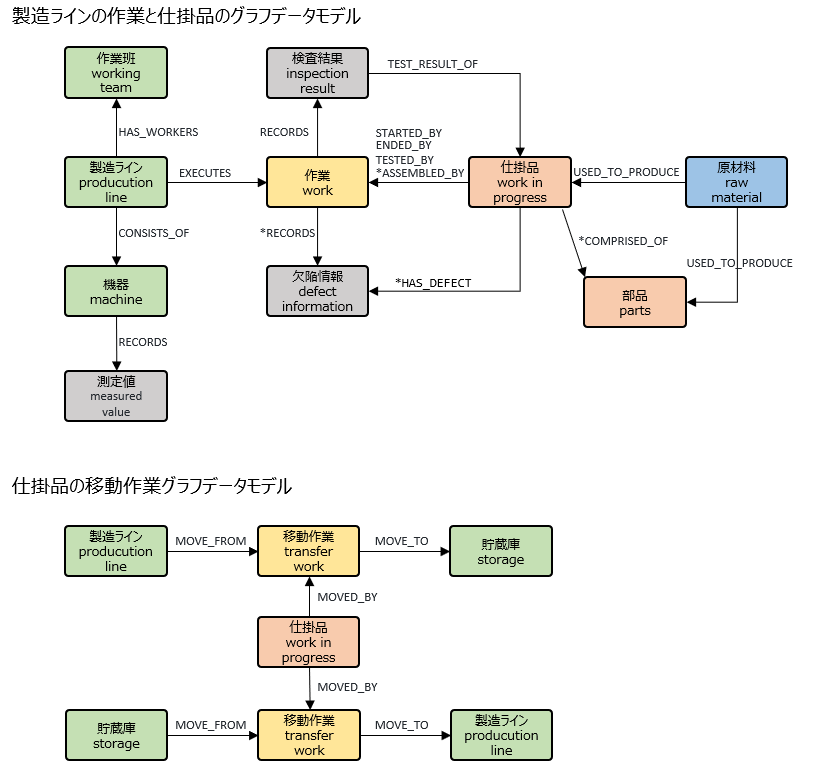 製造ラインの作業と仕掛品のグラフデータモデル
作業班
working
team
検査結果
inspection
result
TEST_RESULT_OF
HAS_WORKERS
RECORDS
STARTED_BY
ENDED_BY
TESTED_BY
*ASSEMBLED_BY
製造ライン
producution
line
EXECUTES
作業
work
仕掛品
work in
progress
USED_TO_PRODUCE
原材料
raw
material
CONSISTS_OF
*RECORDS
*COMPRISED_OF
USED_TO_PRODUCE
機器
machine
欠陥情報
defect
information
*HAS_DEFECT
部品
parts
RECORDS
測定値
measured
value
仕掛品の移動作業グラフデータモデル
製造ライン
producution
line
MOVE_FROM
移動作業
transfer
work
MOVE_TO
貯蔵庫
storage
MOVED_BY
仕掛品
work in
progress
MOVED_BY
貯蔵庫
storage
MOVE_FROM
移動作業
transfer
work
MOVE_TO
製造ライン
producution
line